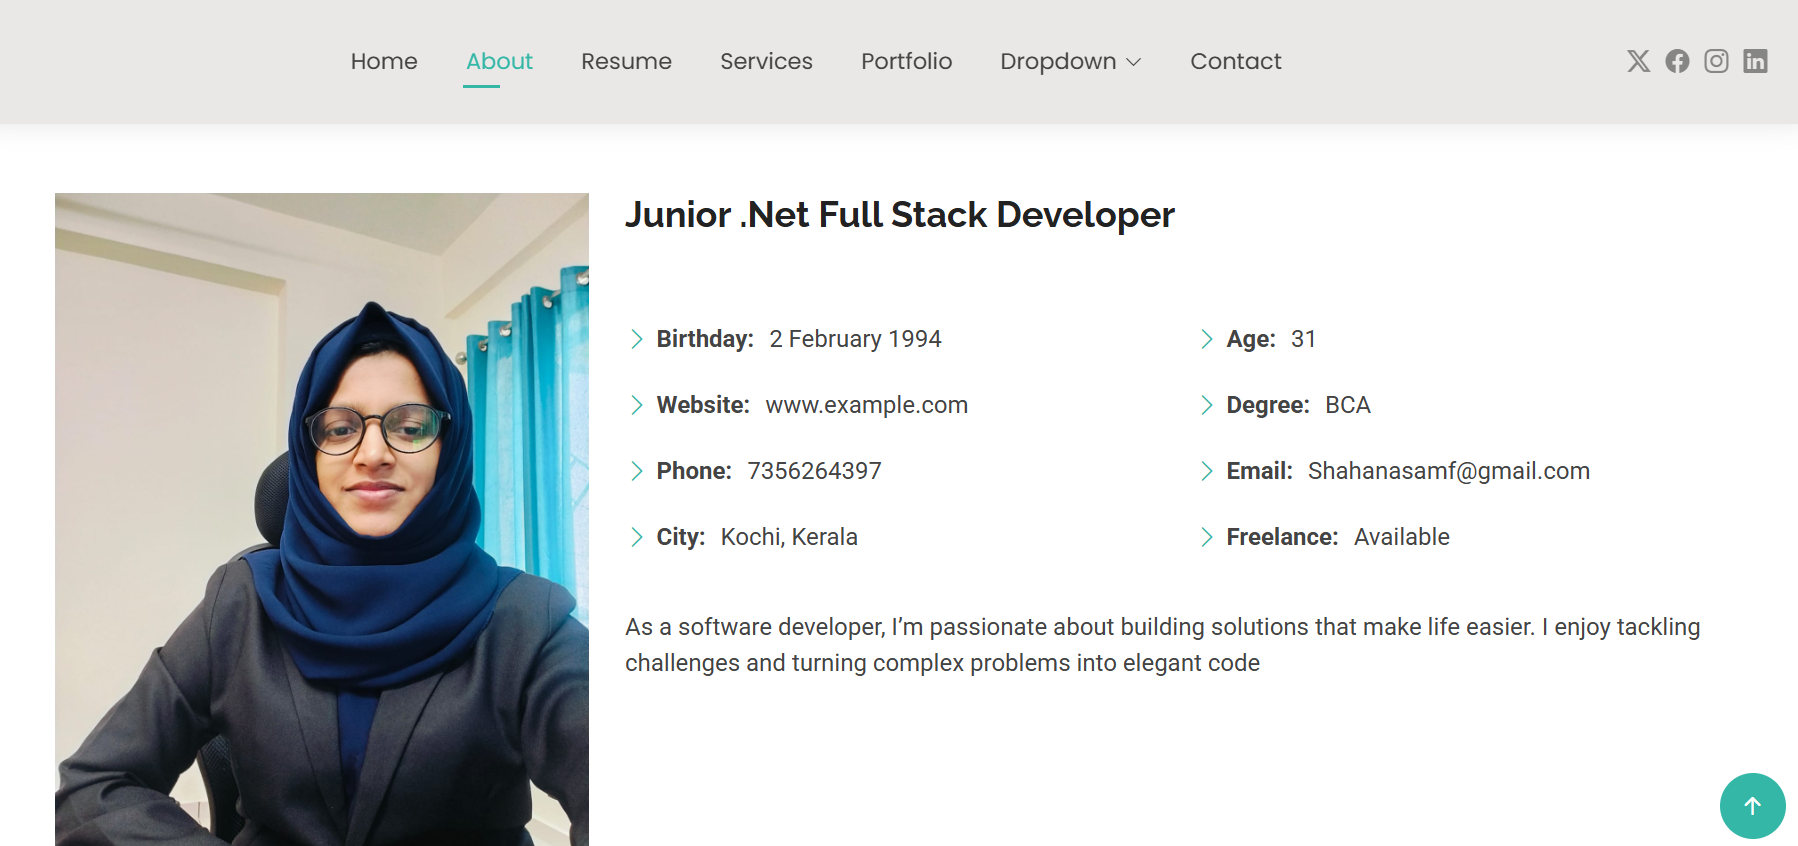 Home About Resume Services Portfolio Dropdown Contact
Junior .Net Full Stack Developer
Birthday: 2 February 1994
Age: 31
Website: www.example.com
Degree: BCA
Phone: 7356264397
Email: Shahanasamf@gmail.com
City: Kochi, Kerala
Freelance: Available
As a software developer, I’m passionate about building solutions that make life easier. I enjoy tackling
challenges and turning complex problems into elegant code